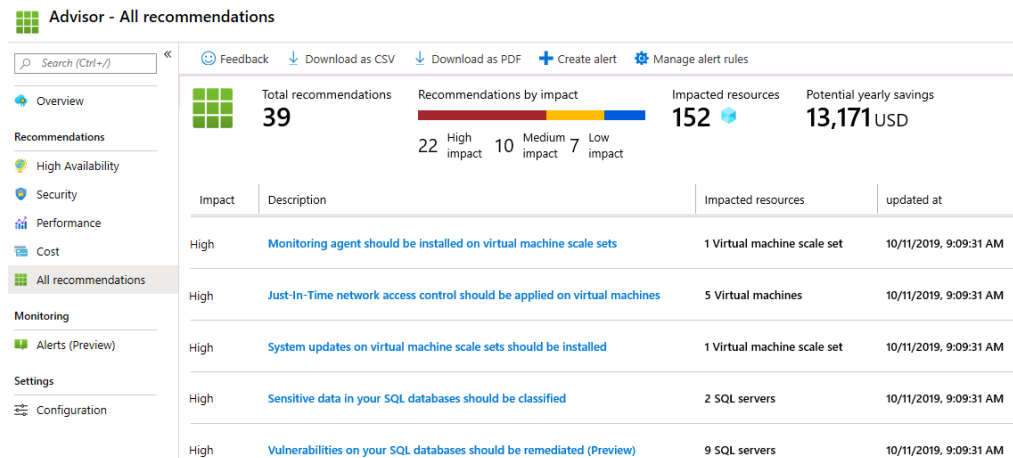 Advisor - All recommendations
Search (Ctrl+/)
«
Overview
Recommendations
High Availability
Security
Performance
Cost
All recommendations
Monitoring
Alerts (Preview)
Settings
Configuration
Feedback Download as CSV Download as PDF Create alert Manage alert rules
Total recommendations
39
Recommendations by impact
22 High impact 10 Medium impact 7 Low impact
Impacted resources
152
Potential yearly savings
13,171 USD
Impact Description Impacted resources updated at
High Monitoring agent should be installed on virtual machine scale sets 1 Virtual machine scale set 10/11/2019, 9:09:31 AM
High Just-In-Time network access control should be applied on virtual machines 5 Virtual machines 10/11/2019, 9:09:31 AM
High System updates on virtual machine scale sets should be installed 1 Virtual machine scale set 10/11/2019, 9:09:31 AM
High Sensitive data in your SQL databases should be classified 2 SQL servers 10/11/2019, 9:09:31 AM
High Vulnerabilities on your SQL databases should be remediated (Preview) 9 SQL servers 10/11/2019, 9:09:31 AM